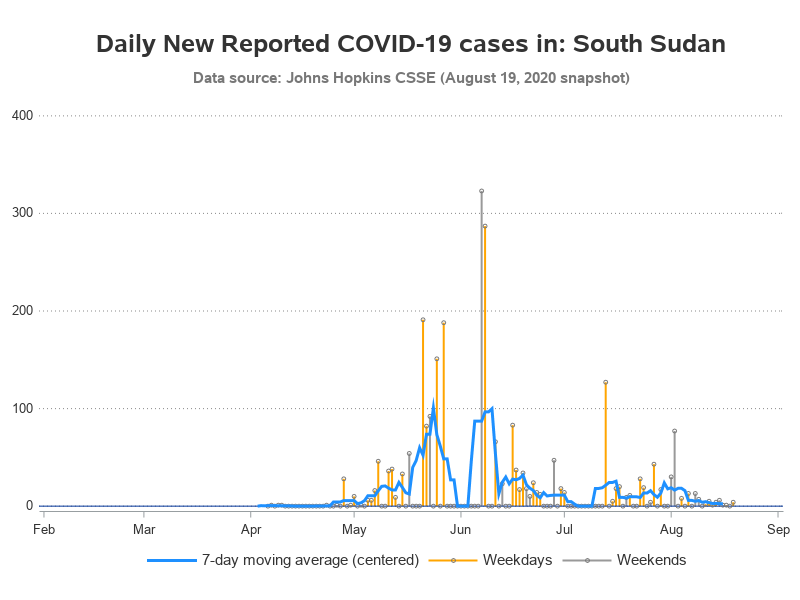 Daily New Reported COVID-19 cases in: South Sudan
Data source: Johns Hopkins CSSE (August 19, 2020 snapshot)
400
300
200
100
0
Feb Mar Apr May Jun Jul Aug Sep
7-day moving average (centered) Weekdays Weekends